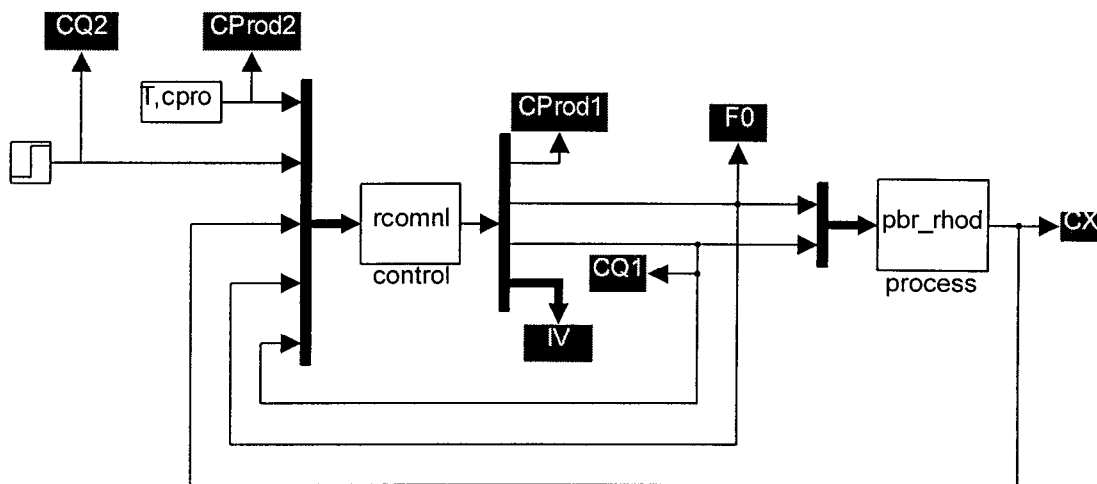 CQ2
CProd2
T,cpro
CProd1
F0
rcomnl
control
pbr_rhod
process
CX
CQ1
IV